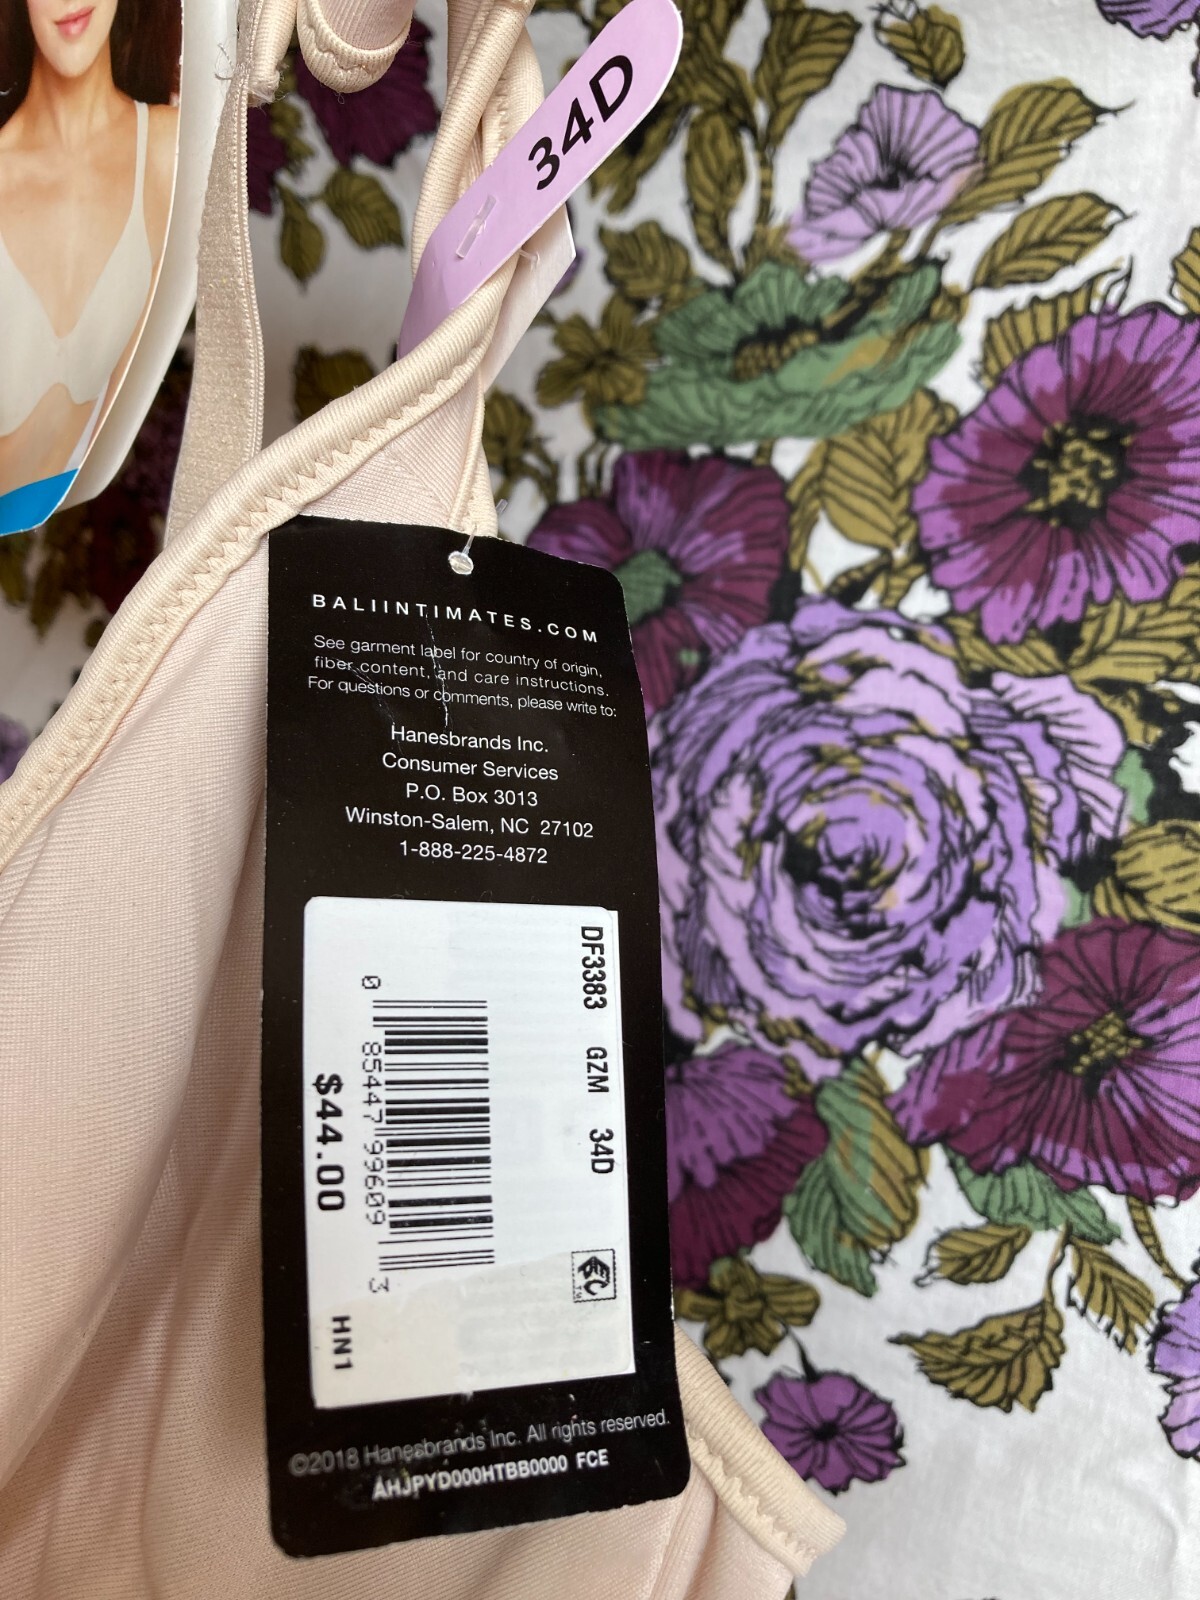 34D
BALIINTIMATES.COM
See garment label for country of origin,
fiber content, and care instructions.
For questions or comments, please write to:
Hanesbrands Inc.
Consumer Services
P.O. Box 3013
Winston-Salem, NC 27102
1-888-225-4872
DF3383 GZM 34D
EPC™
0 85447 99609 3
$44.00
HN1
©2018 Hanesbrands Inc. All rights reserved.
AHJPYD000HTBB0000 FCE